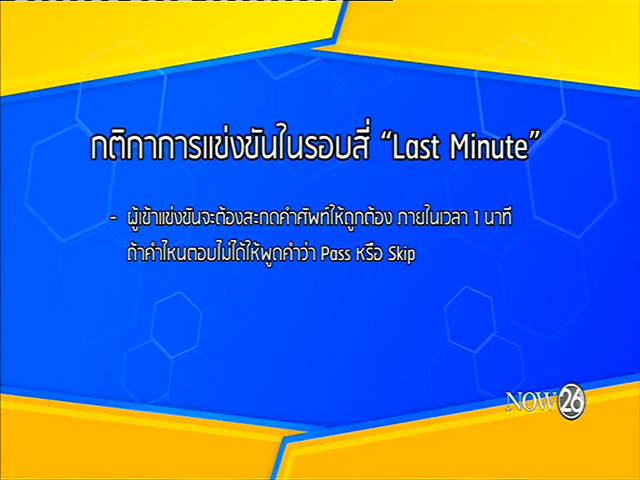 กติกาการแข่งขันในรอบสี่ “Last Minute”
- ผู้เข้าแข่งขันจะต้องสะกดคำศัพท์ให้ถูกต้อง ภายในเวลา 1 นาที
ถ้าคำไหนตอบไม่ได้ให้พูดคำว่า Pass หรือ Skip
NOW 26